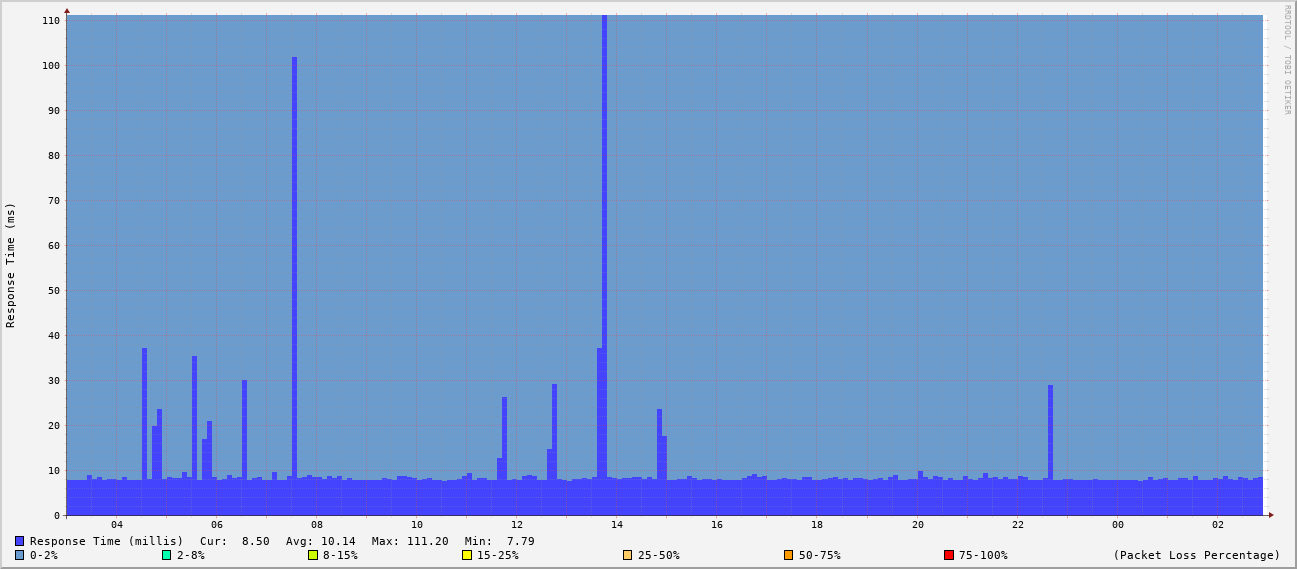 RRDTOOL / TOBI OETIKER
Response Time (ms)
110
100
90
80
70
60
50
40
30
20
10
0
04 06 08 10 12 14 16 18 20 22 00 02
Response Time (millis) Cur: 8.50 Avg: 10.14 Max: 111.20 Min: 7.79
0-2% 2-8% 8-15% 15-25% 25-50% 50-75% 75-100% (Packet Loss Percentage)